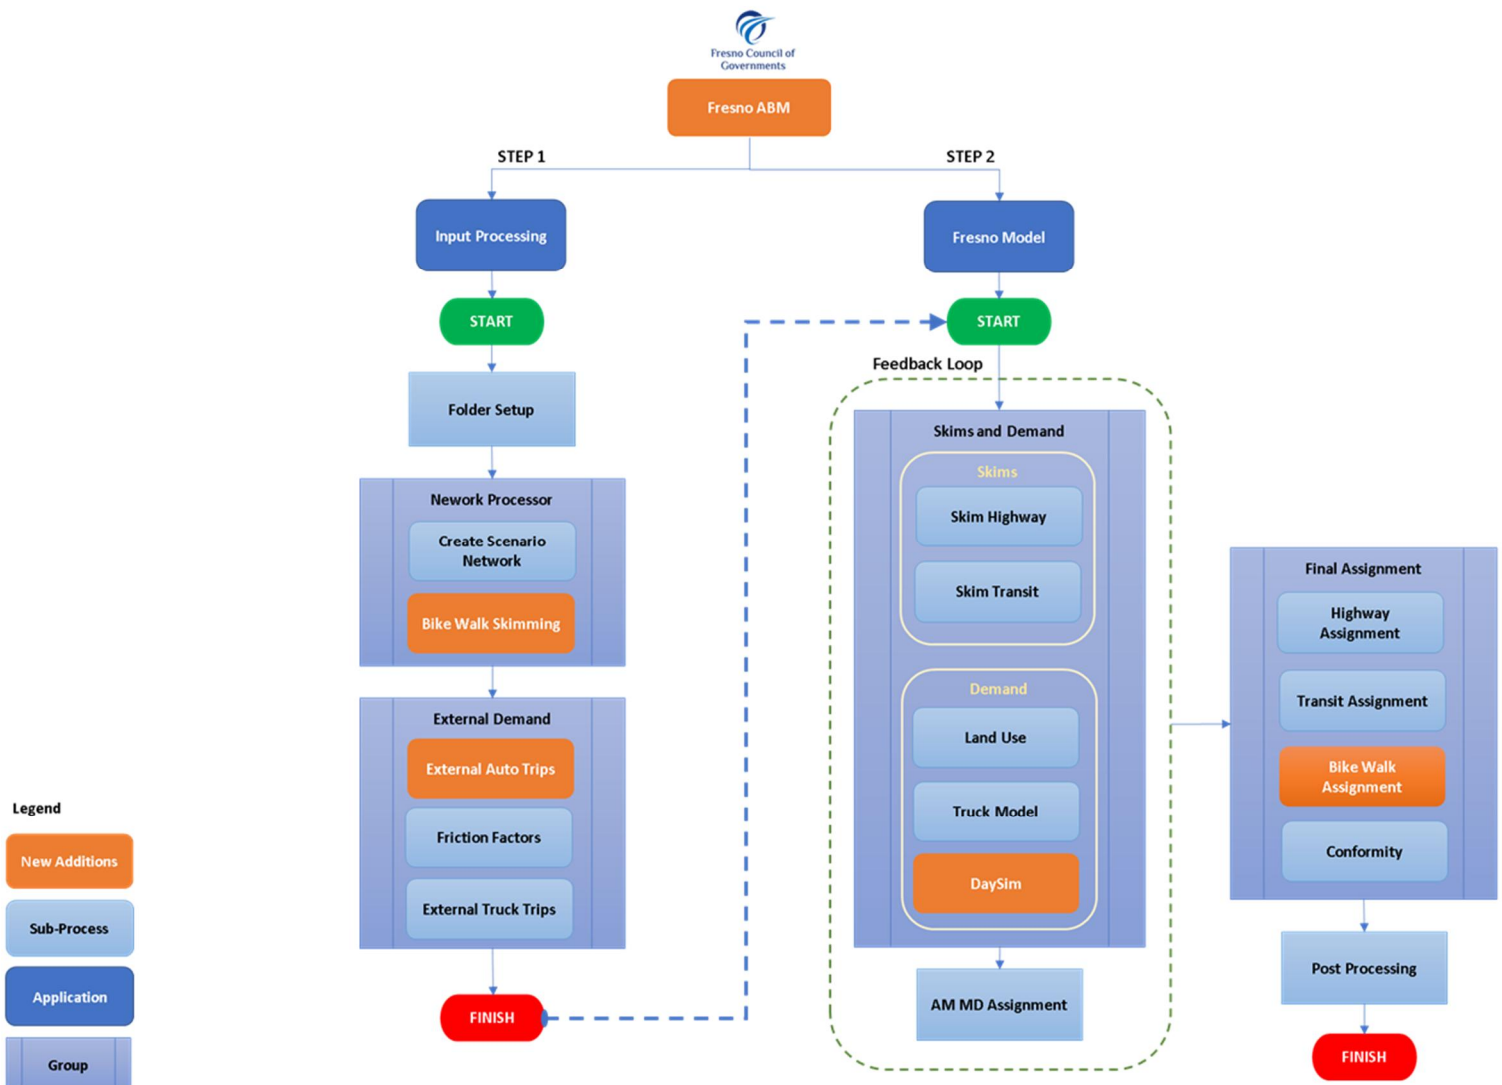 Fresno Council of
Governments
Fresno ABM
STEP 1
STEP 2
Input Processing
Fresno Model
START
START
Folder Setup
Feedback Loop
Nework Processor
Create Scenario
Network
Bike Walk Skimming
External Demand
External Auto Trips
Friction Factors
External Truck Trips
FINISH
Skims and Demand
Skims
Skim Highway
Skim Transit
Demand
Land Use
Truck Model
DaySim
AM MD Assignment
Final Assignment
Highway
Assignment
Transit Assignment
Bike Walk
Assignment
Conformity
Post Processing
FINISH
Legend
New Additions
Sub-Process
Application
Group